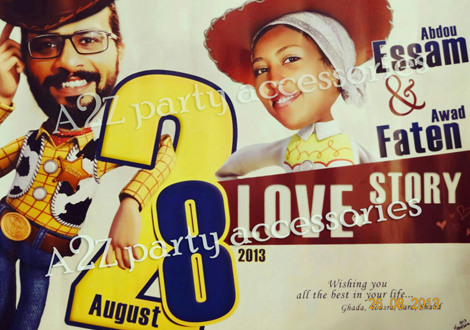 Abdou
Essam
&
Awad
Faten
28
LOVE STORY
2013
August
Wishing you
all the best in your life...
Ghada,
A2Z party accessories
A2Z party accessories